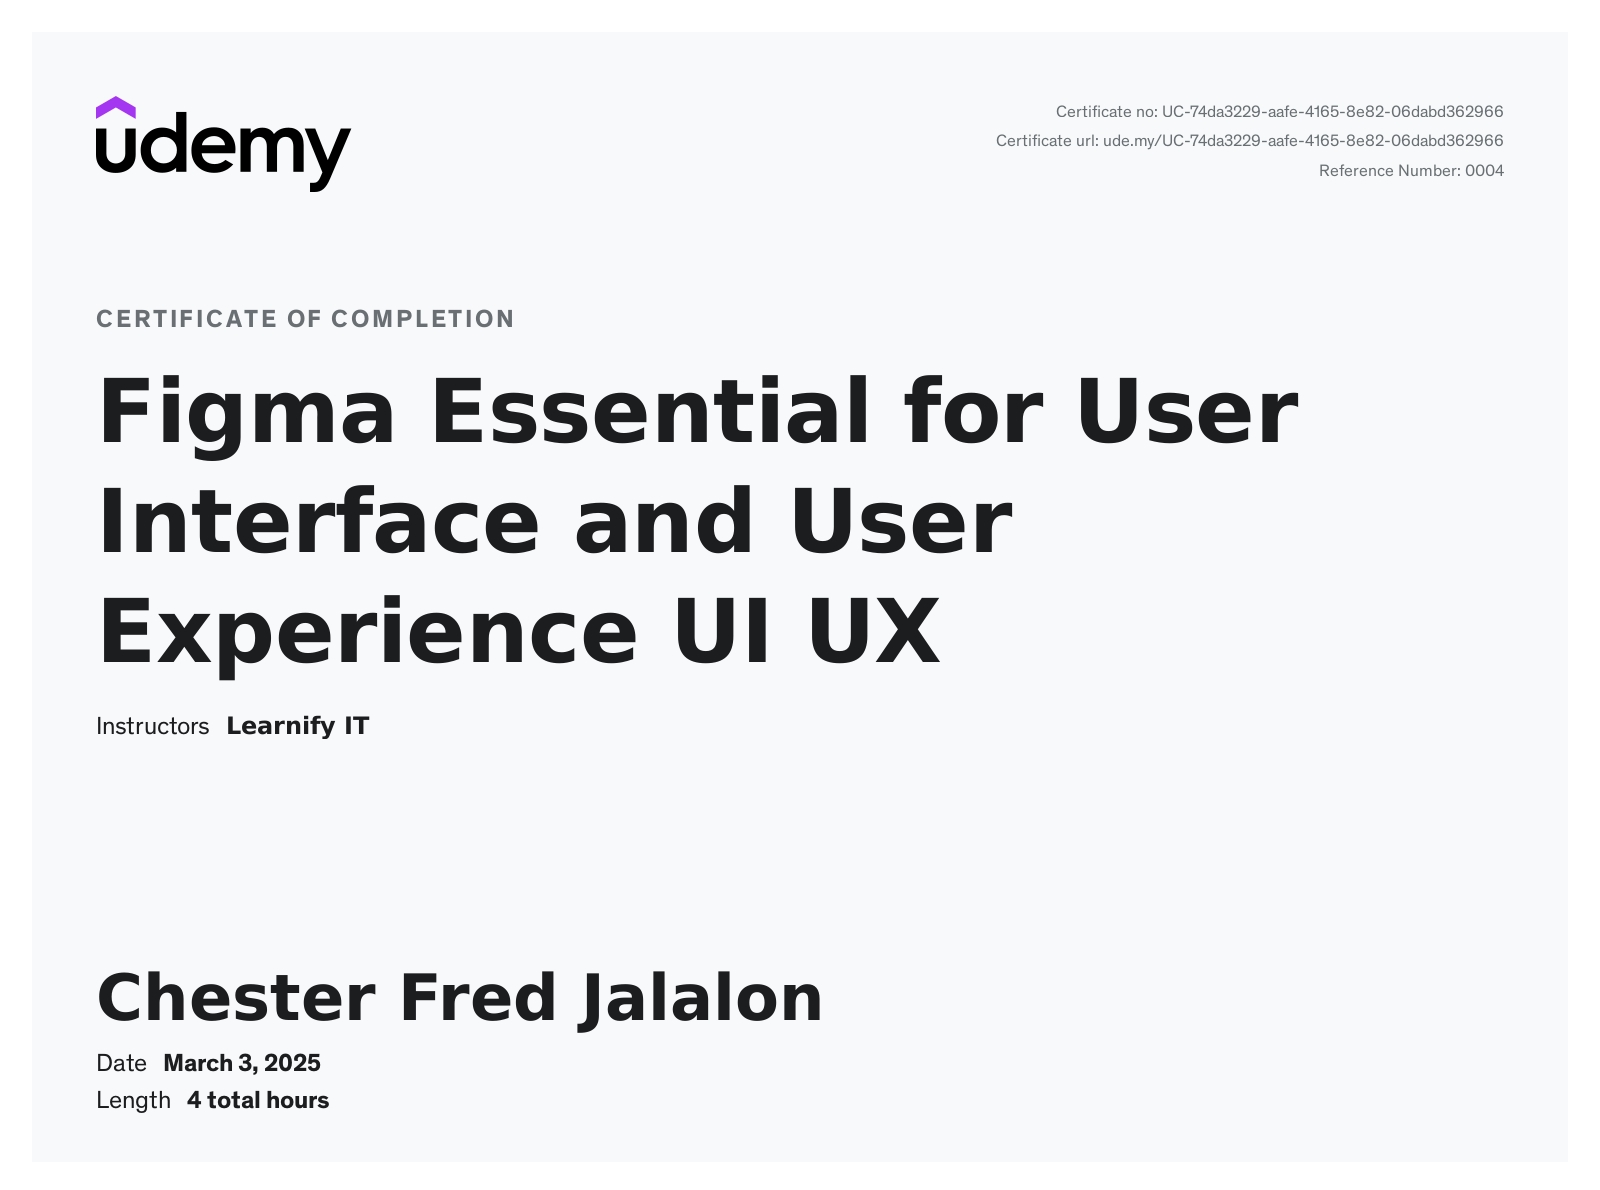 udemy
Certificate no: UC-74da3229-aafe-4165-8e82-06dabd362966
Certificate url: ude.my/UC-74da3229-aafe-4165-8e82-06dabd362966
Reference Number: 0004
CERTIFICATE OF COMPLETION
Figma Essential for User
Interface and User
Experience UI UX
Instructors Learnify IT
Chester Fred Jalalon
Date March 3, 2025
Length 4 total hours